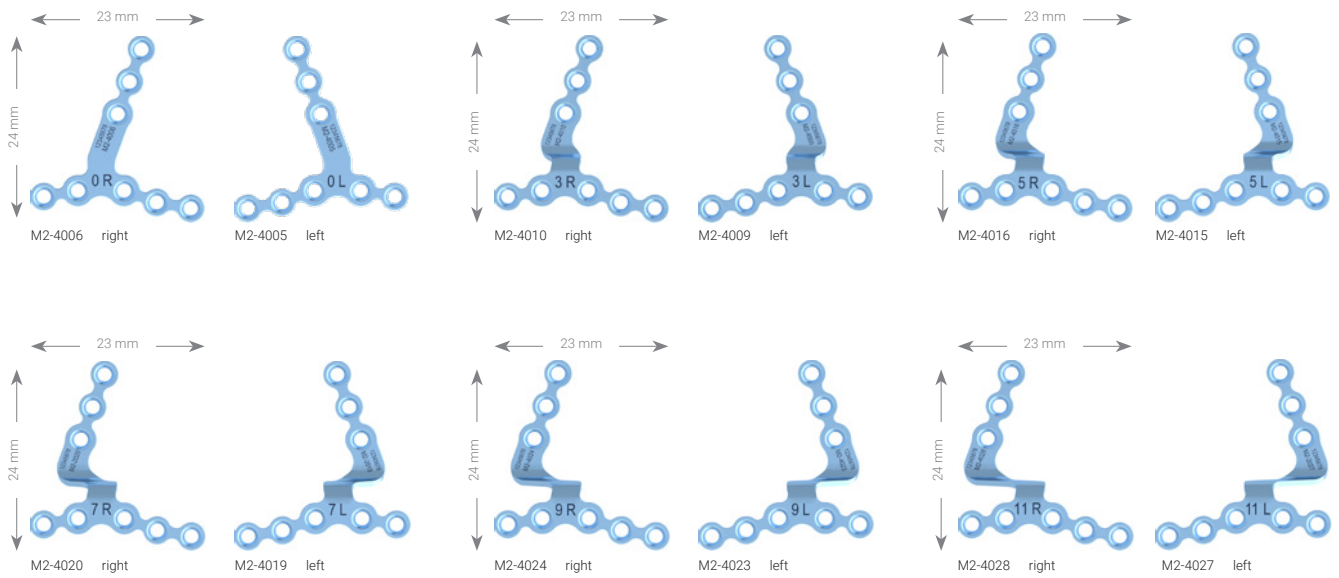 23 mm
23 mm
23 mm
24 mm
24 mm
24 mm
0 R
0 L
3 R
3 L
5 R
5 L
M2-4006 right
M2-4005 left
M2-4010 right
M2-4009 left
M2-4016 right
M2-4015 left
23 mm
23 mm
23 mm
24 mm
24 mm
24 mm
7 R
7 L
9 R
9 L
11 R
11 L
M2-4020 right
M2-4019 left
M2-4024 right
M2-4023 left
M2-4028 right
M2-4027 left